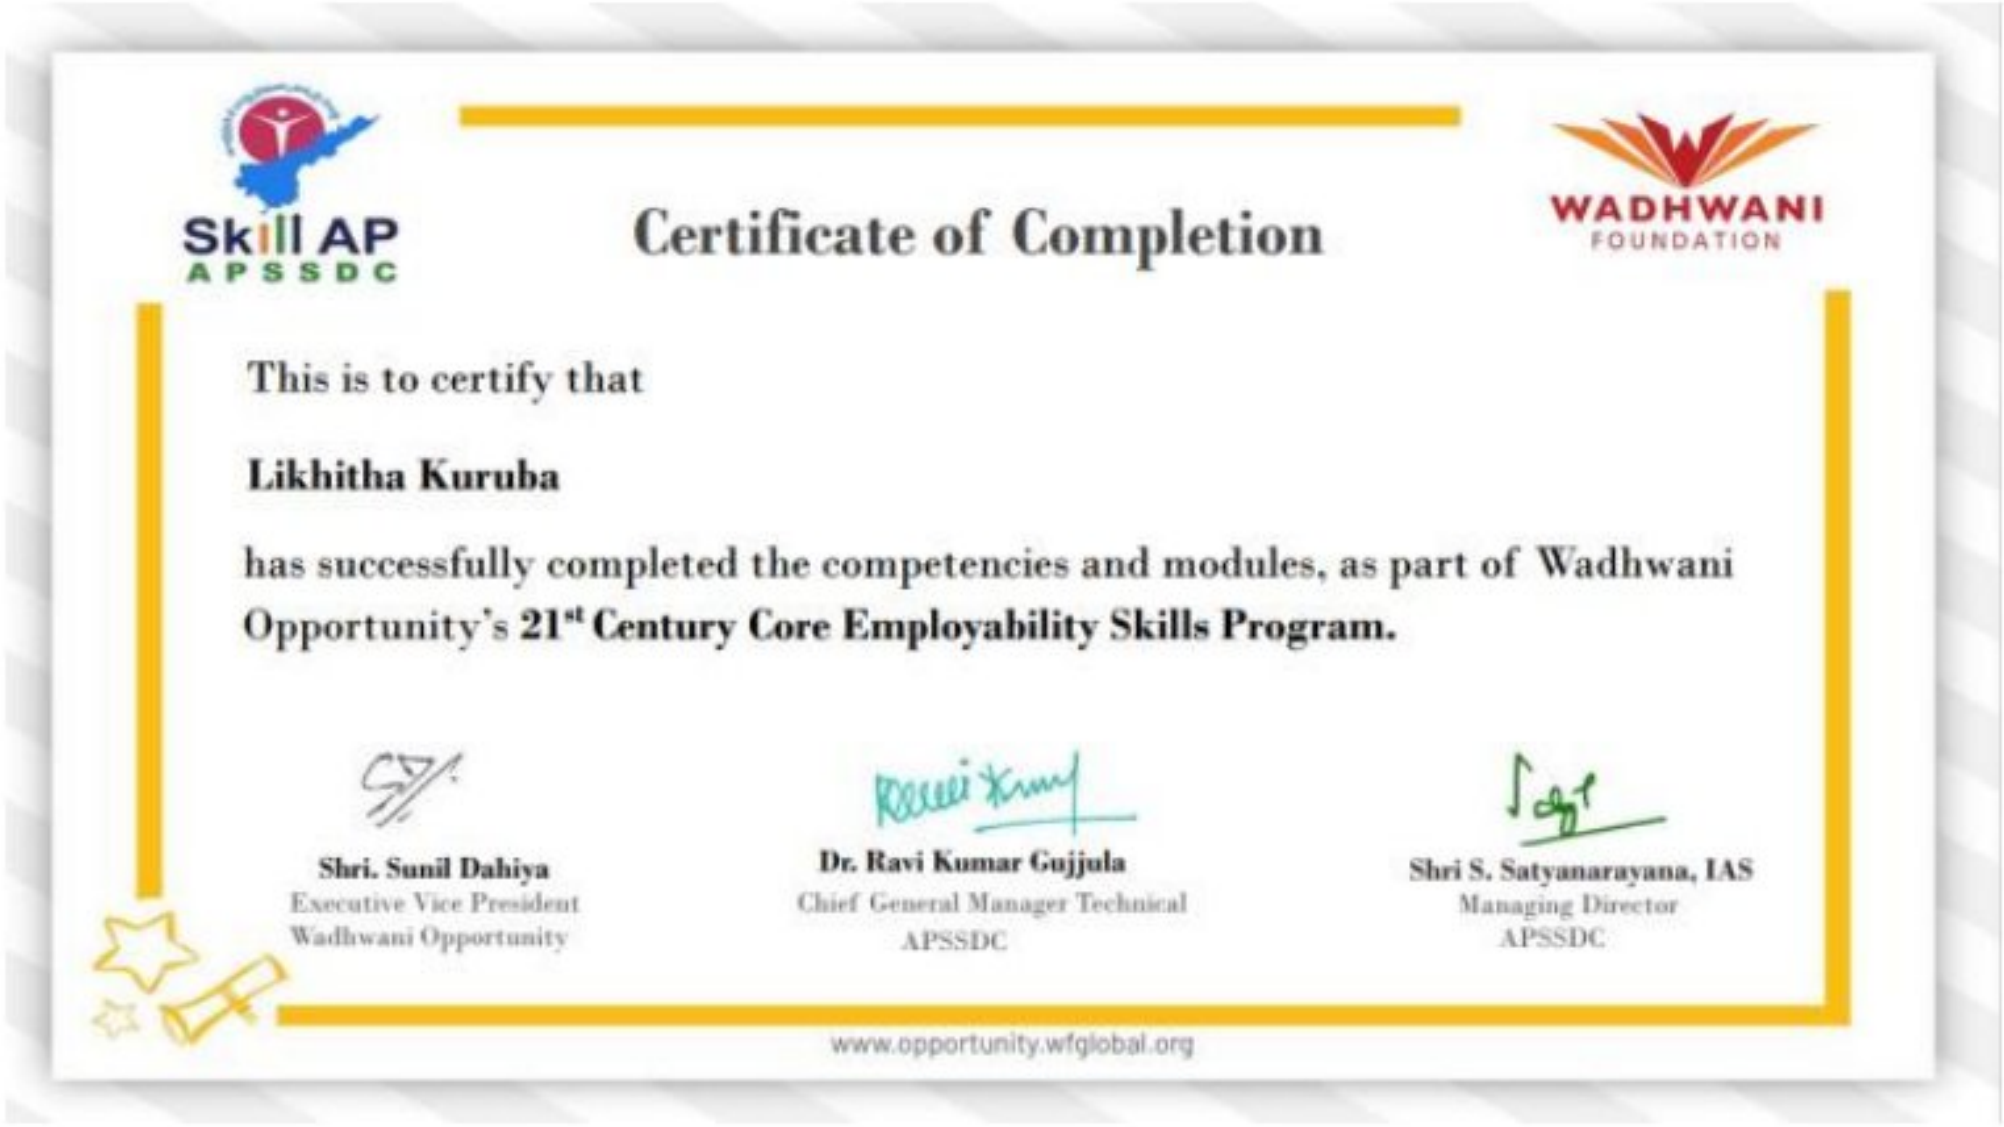 Skill AP
APSSDC
WADHWANI
FOUNDATION
Certificate of Completion
This is to certify that
Likhitha Kuruba
has successfully completed the competencies and modules, as part of Wadhwani
Opportunity's 21st Century Core Employability Skills Program.
Shri. Sunil Dahiya
Executive Vice President
Wadhwani Opportunity
Dr. Ravi Kumar Gujjula
Chief General Manager Technical
APSSDC
Shri S. Satyanarayana, IAS
Managing Director
APSSDC
www.opportunity.wfglobal.org